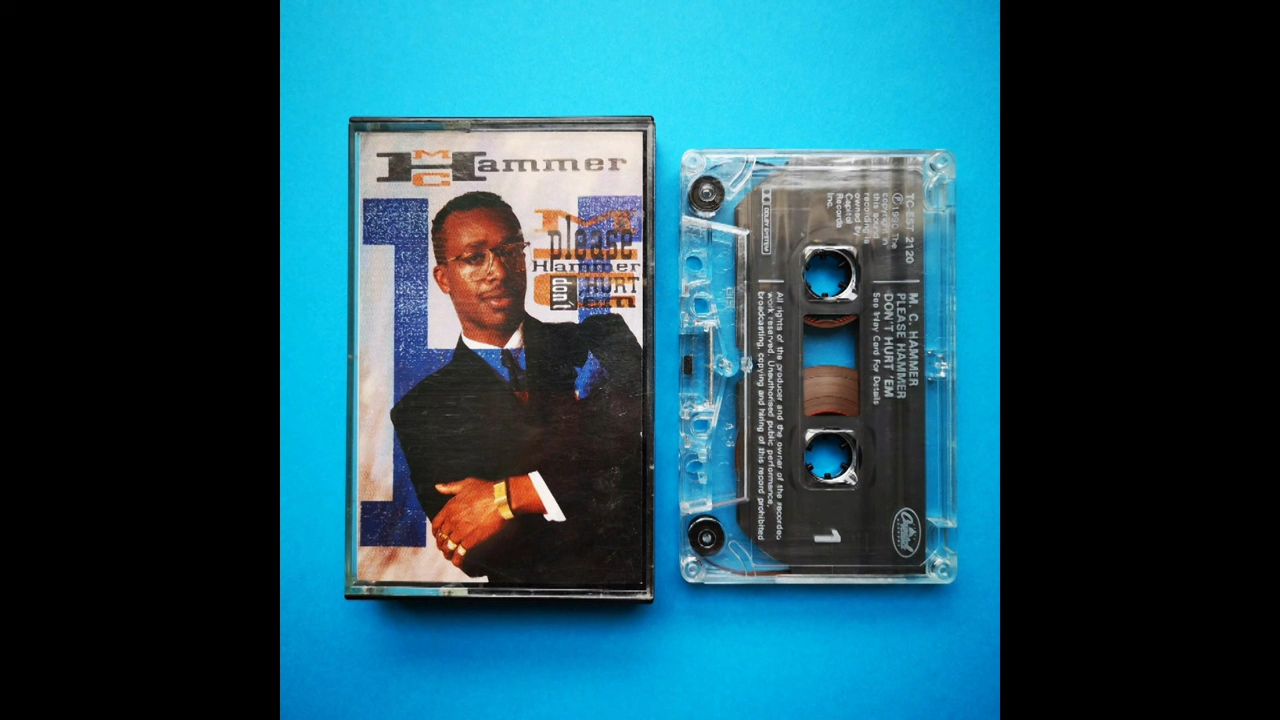 MC Hammer
please
Hammer
don't HURT
'em
TC-EST 2120
℗ 1990 The
copyright in
this sound
recording is
owned by
Capitol
Records
Inc.
DOLBY SYSTEM
M. C. HAMMER
PLEASE HAMMER
DON'T HURT 'EM
See Inlay Card For Details
All rights of the producer and the owner of the recorded
work reserved. Unauthorised public performance,
broadcasting, copying and hiring of this record prohibited
Capitol
1